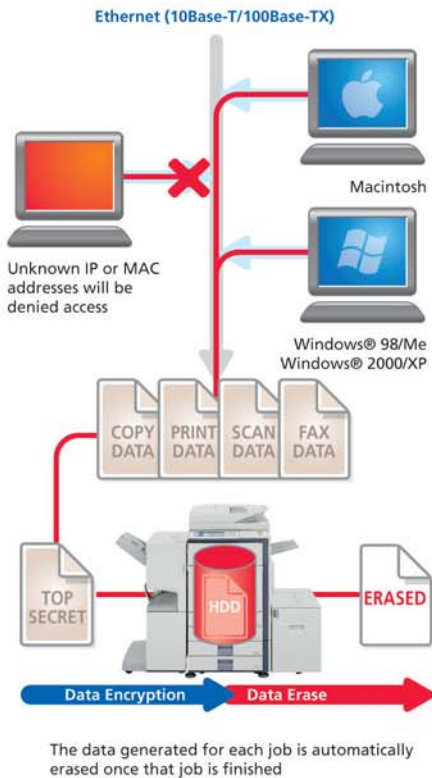 Ethernet (10Base-T/100Base-TX)
Macintosh
Unknown IP or MAC
addresses will be
denied access
Windows® 98/Me
Windows® 2000/XP
COPY
DATA
PRINT
DATA
SCAN
DATA
FAX
DATA
TOP
SECRET
HDD
ERASED
Data Encryption
Data Erase
The data generated for each job is automatically
erased once that job is finished